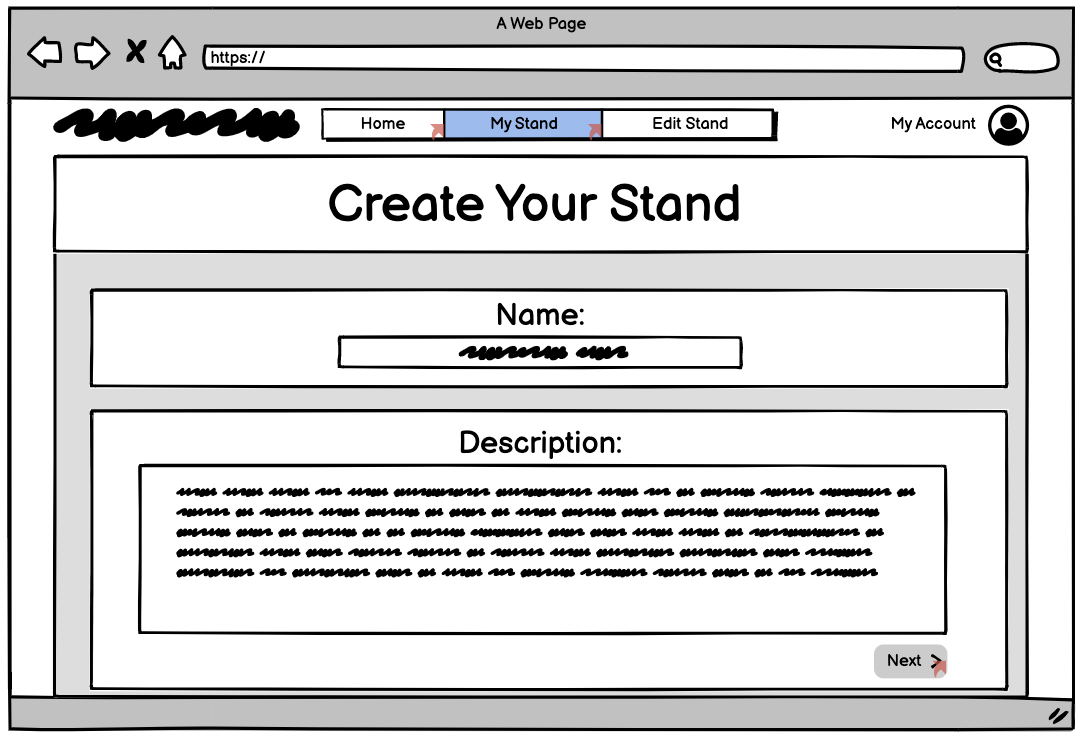 A Web Page
https://
Home My Stand Edit Stand My Account
Create Your Stand
Name:
Description:
Next >